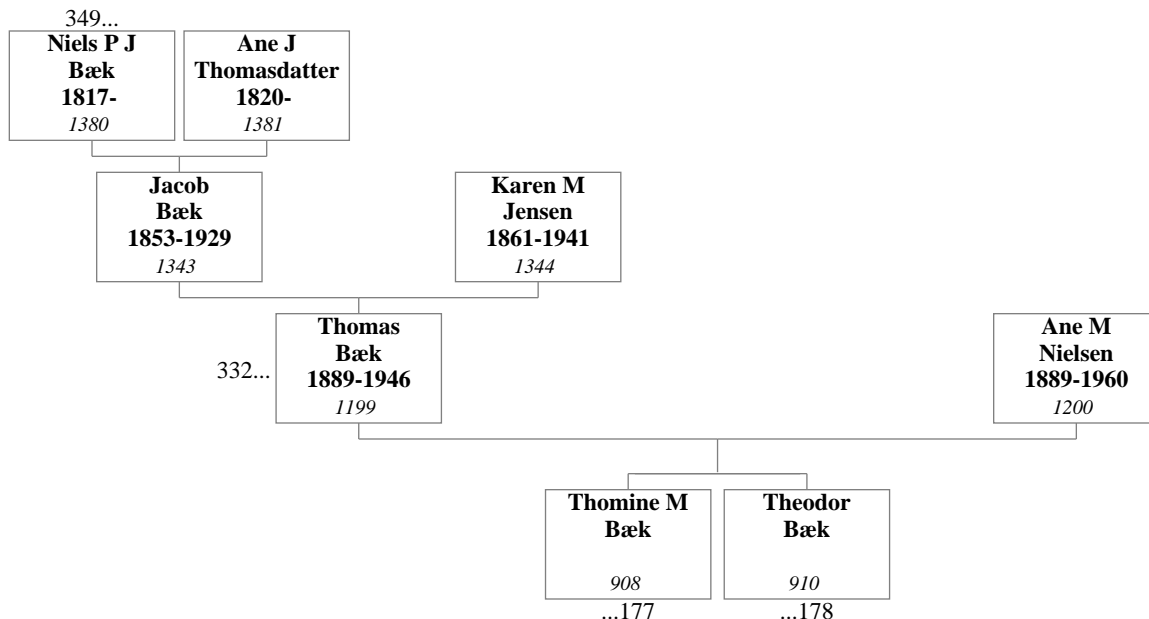 349...
Niels P J
Bæk
1817-
1380
Ane J
Thomasdatter
1820-
1381
Jacob
Bæk
1853-1929
1343
Karen M
Jensen
1861-1941
1344
332...
Thomas
Bæk
1889-1946
1199
Ane M
Nielsen
1889-1960
1200
Thomine M
Bæk
908
...177
Theodor
Bæk
910
...178